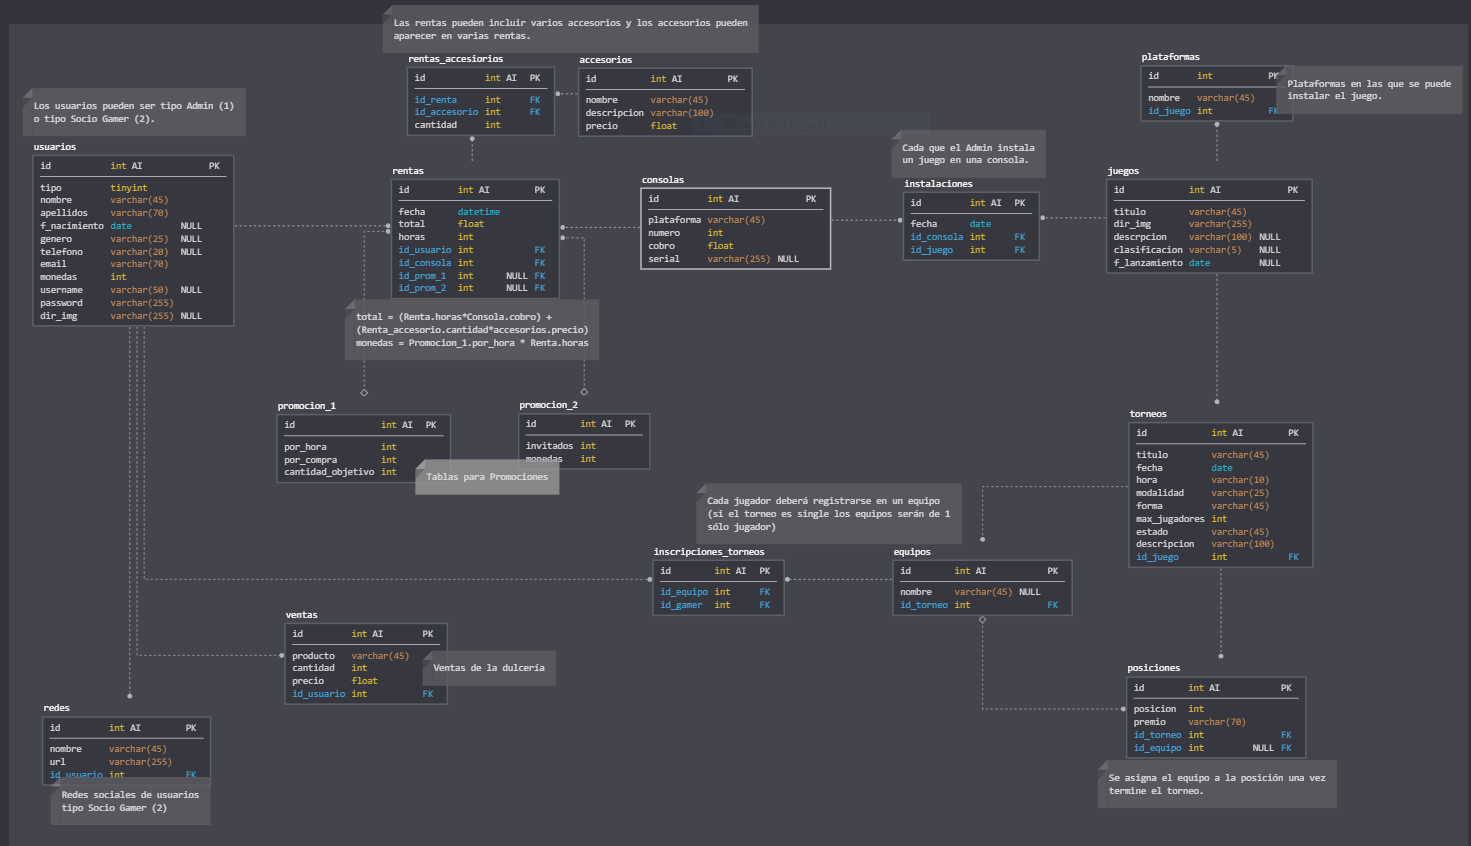 Las rentas pueden incluir varios accesorios y los accesorios pueden
aparecer en varias rentas.
rentas_accesiorios
id int AI PK
id_renta int FK
id_accesorio int FK
cantidad int
accesorios
id int AI PK
nombre varchar(45)
descripcion varchar(100)
precio float
plataformas
id int PK
nombre varchar(45)
id_juego int FK
Plataformas en las que se puede
instalar el juego.
Los usuarios pueden ser tipo Admin (1)
o tipo Socio Gamer (2).
usuarios
id int AI PK
tipo tinyint
nombre varchar(45)
apellidos varchar(70)
f_nacimiento date NULL
genero varchar(25) NULL
telefono varchar(20) NULL
email varchar(70)
monedas int
username varchar(50) NULL
password varchar(255)
dir_img varchar(255) NULL
rentas
id int AI PK
fecha datetime
total float
horas int
id_usuario int FK
id_consola int FK
id_prom_1 int NULL FK
id_prom_2 int NULL FK
total = (Renta.horas*Consola.cobro) +
(Renta_accesorio.cantidad*accesorios.precio)
monedas = Promocion_1.por_hora * Renta.horas
consolas
id int AI PK
plataforma varchar(45)
numero int
cobro float
serial varchar(255) NULL
Cada que el Admin instala
un juego en una consola.
instalaciones
id int AI PK
fecha date
id_consola int FK
id_juego int FK
juegos
id int AI PK
titulo varchar(45)
dir_img varchar(255)
descrpcion varchar(100) NULL
clasificacion varchar(5) NULL
f_lanzamiento date NULL
promocion_1
id int AI PK
por_hora int
por_compra int
cantidad_objetivo int
promocion_2
id int AI PK
invitados int
monedas int
Tablas para Promociones
torneos
id int AI PK
titulo varchar(45)
fecha date
hora varchar(10)
modalidad varchar(25)
forma varchar(45)
max_jugadores int
estado varchar(45)
descripcion varchar(100)
id_juego int FK
Cada jugador deberá registrarse en un equipo
(si el torneo es single los equipos serán de 1
sólo jugador)
inscripciones_torneos
id int AI PK
id_equipo int FK
id_gamer int FK
equipos
id int AI PK
nombre varchar(45) NULL
id_torneo int FK
ventas
id int AI PK
producto varchar(45)
cantidad int
precio float
id_usuario int FK
Ventas de la dulcería
posiciones
id int AI PK
posicion int
premio varchar(70)
id_torneo int FK
id_equipo int NULL FK
Se asigna el equipo a la posición una vez
termine el torneo.
redes
id int AI PK
nombre varchar(45)
url varchar(255)
id_usuario int FK
Redes sociales de usuarios
tipo Socio Gamer (2)